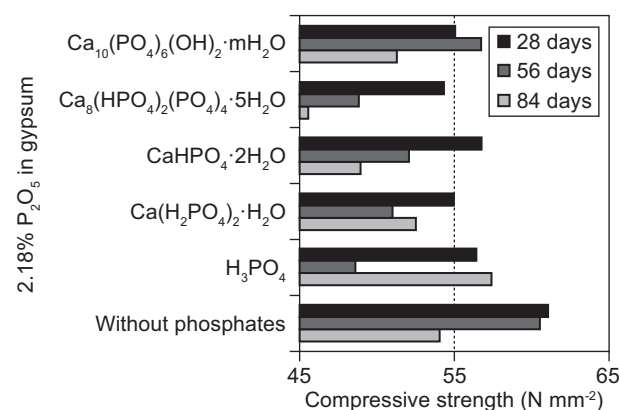 2.18% P₂O₅ in gypsum
Ca₁₀(PO₄)₆(OH)₂·mH₂O
Ca₈(HPO₄)₂(PO₄)₄·5H₂O
CaHPO₄·2H₂O
Ca(H₂PO₄)₂·H₂O
H₃PO₄
Without phosphates
28 days
56 days
84 days
45 55 65
Compressive strength (N mm⁻²)